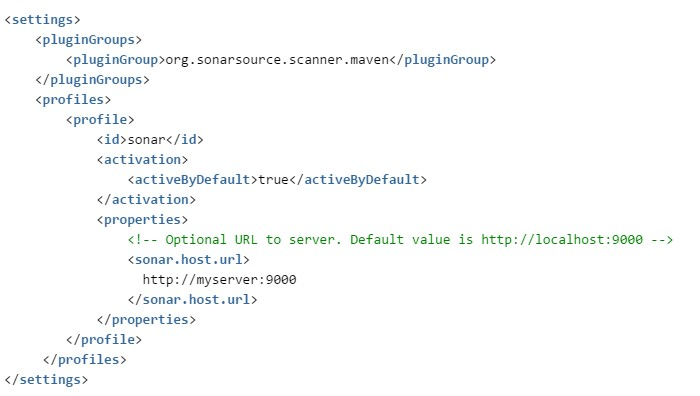 <settings>
    <pluginGroups>
        <pluginGroup>org.sonarsource.scanner.maven</pluginGroup>
    </pluginGroups>
    <profiles>
        <profile>
            <id>sonar</id>
            <activation>
                <activeByDefault>true</activeByDefault>
            </activation>
            <properties>
                <!-- Optional URL to server. Default value is http://localhost:9000 -->
                <sonar.host.url>
                  http://myserver:9000
                </sonar.host.url>
            </properties>
        </profile>
     </profiles>
</settings>